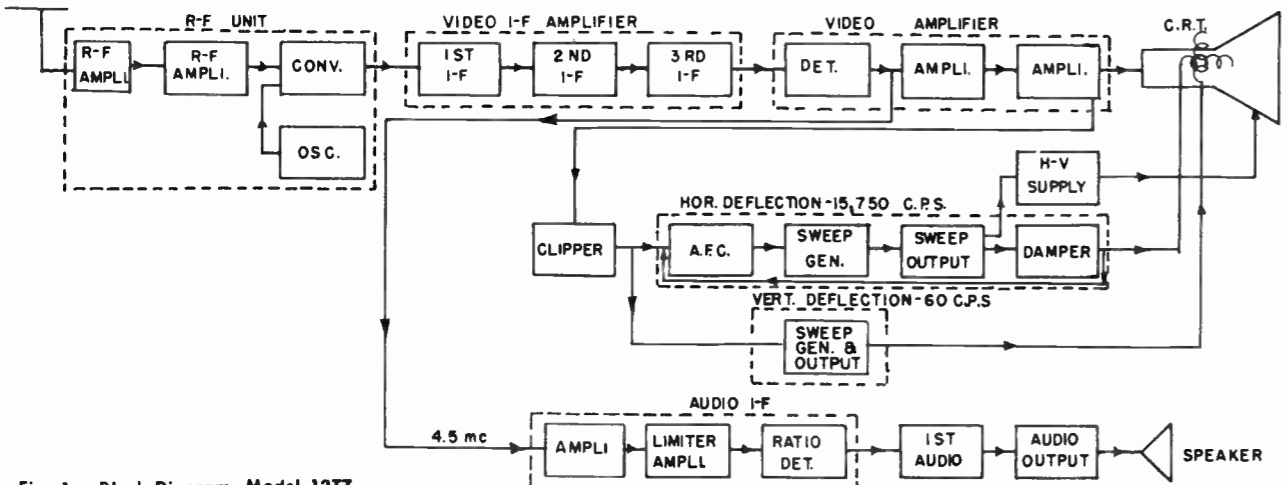 R-F UNIT
R-F
AMPLI.
R-F
AMPLI.
CONV.
OSC.
VIDEO I-F AMPLIFIER
1ST
I-F
2ND
I-F
3RD
I-F
VIDEO AMPLIFIER
DET.
AMPLI.
AMPLI.
C.R.T.
H-V
SUPPLY
HOR. DEFLECTION-15,750 C.P.S.
CLIPPER
A.F.C.
SWEEP
GEN.
SWEEP
OUTPUT
DAMPER
VERT. DEFLECTION-60 C.P.S
SWEEP
GEN. &
OUTPUT
AUDIO I-F
4.5 mc
AMPLI
LIMITER
AMPLI.
RATIO
DET.
1ST
AUDIO
AUDIO
OUTPUT
SPEAKER
Block Diagram, Model 12T7